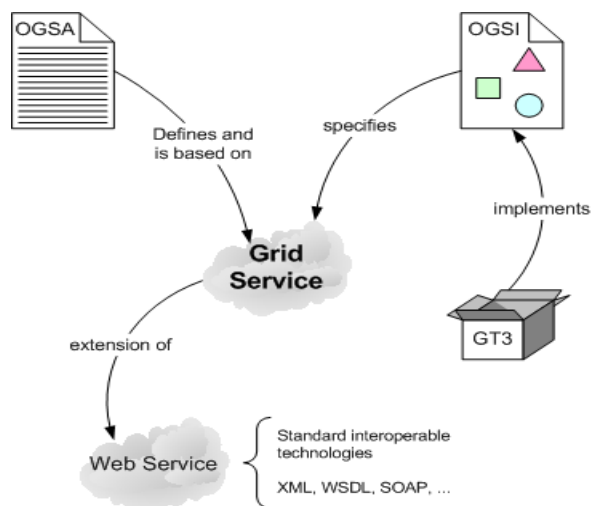 OGSA
OGSI
Defines and
is based on
specifies
implements
Grid
Service
GT3
extension of
Web Service
Standard interoperable
technologies
XML, WSDL, SOAP, ...